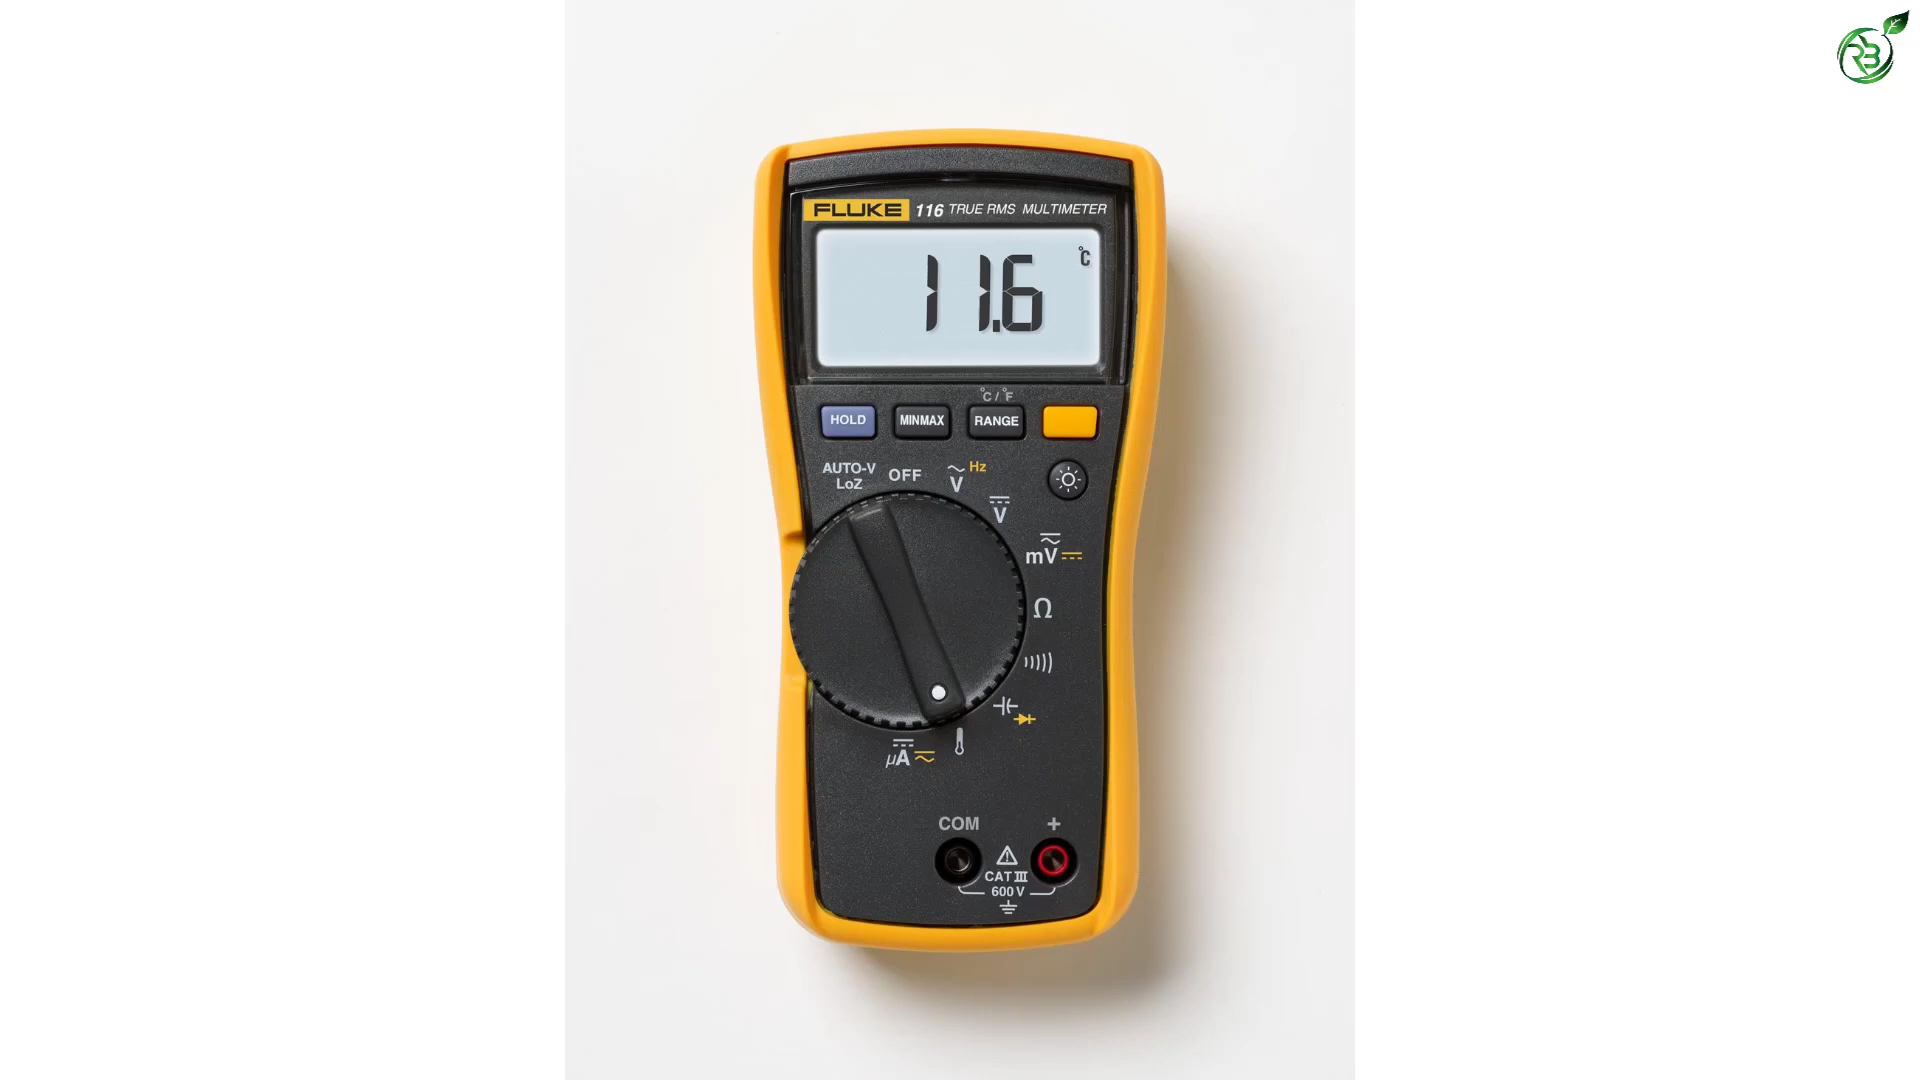 RB
FLUKE 116 TRUE RMS MULTIMETER
11.6 °C
°C / °F
HOLD MINMAX RANGE
AUTO-V
LoZ
OFF
V Hz
V
mV
Ω
µA
COM +
CAT III
600 V